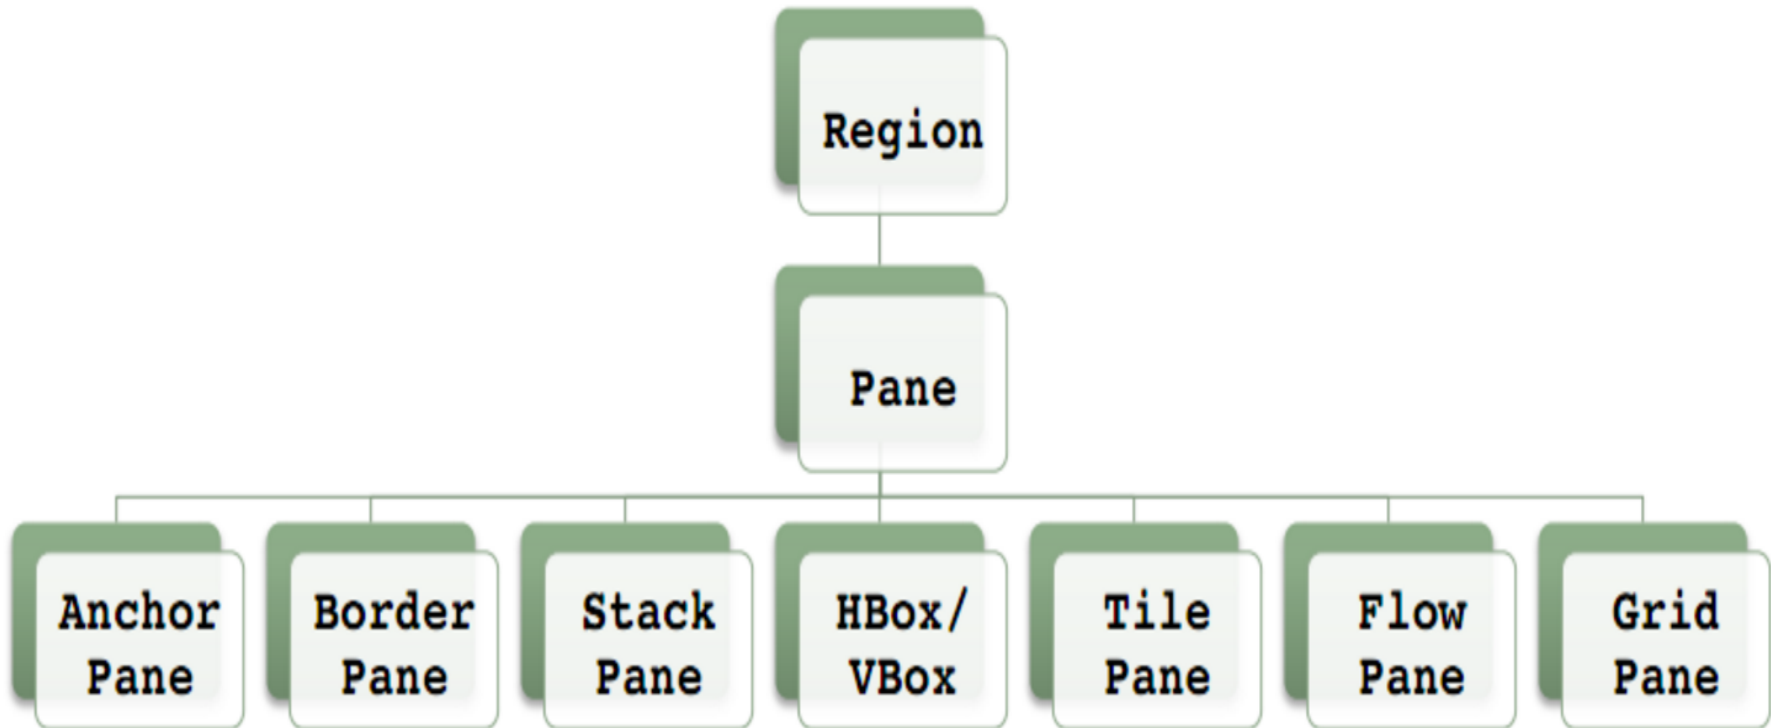 Region
Pane
Anchor
Pane
Border
Pane
Stack
Pane
HBox/
VBox
Tile
Pane
Flow
Pane
Grid
Pane